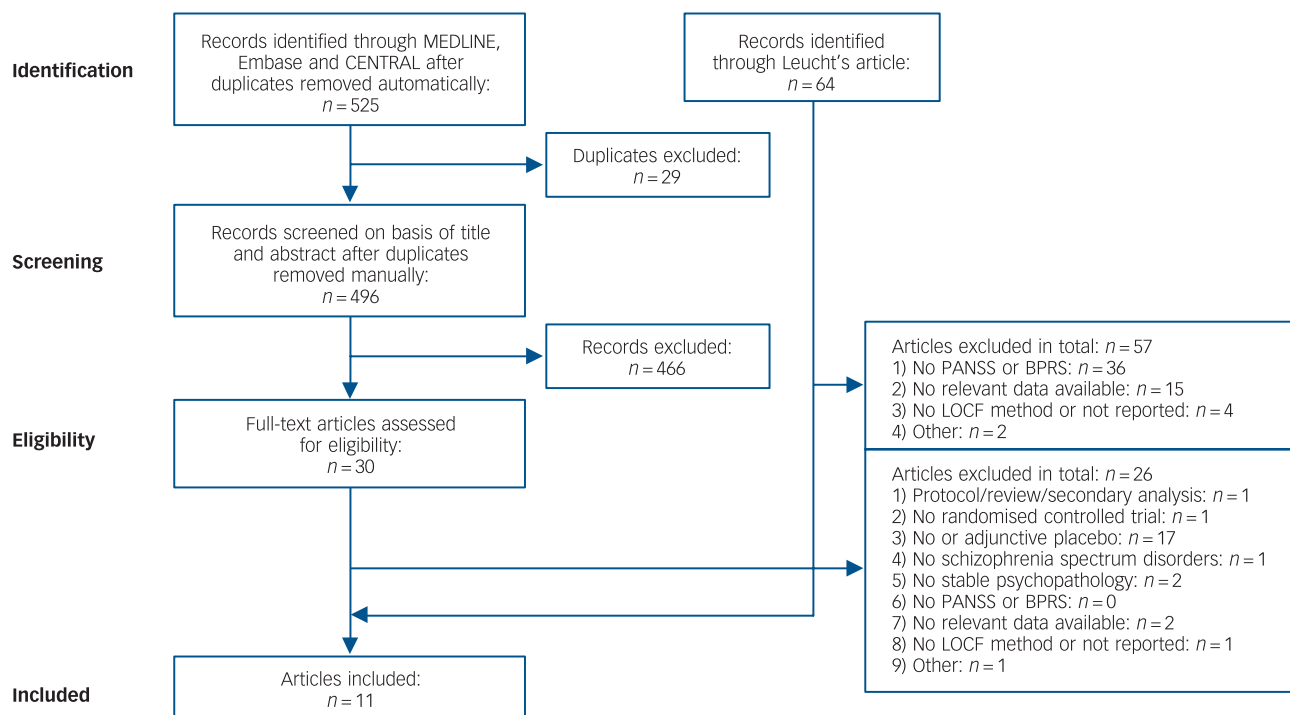 Identification
Records identified through MEDLINE,
Embase and CENTRAL after
duplicates removed automatically:
n = 525
Records identified
through Leucht's article:
n = 64
Duplicates excluded:
n = 29
Screening
Records screened on basis of title
and abstract after duplicates
removed manually:
n = 496
Records excluded:
n = 466
Articles excluded in total: n = 57
1) No PANSS or BPRS: n = 36
2) No relevant data available: n = 15
3) No LOCF method or not reported: n = 4
4) Other: n = 2
Eligibility
Full-text articles assessed
for eligibility:
n = 30
Articles excluded in total: n = 26
1) Protocol/review/secondary analysis: n = 1
2) No randomised controlled trial: n = 1
3) No or adjunctive placebo: n = 17
4) No schizophrenia spectrum disorders: n = 1
5) No stable psychopathology: n = 2
6) No PANSS or BPRS: n = 0
7) No relevant data available: n = 2
8) No LOCF method or not reported: n = 1
9) Other: n = 1
Included
Articles included:
n = 11